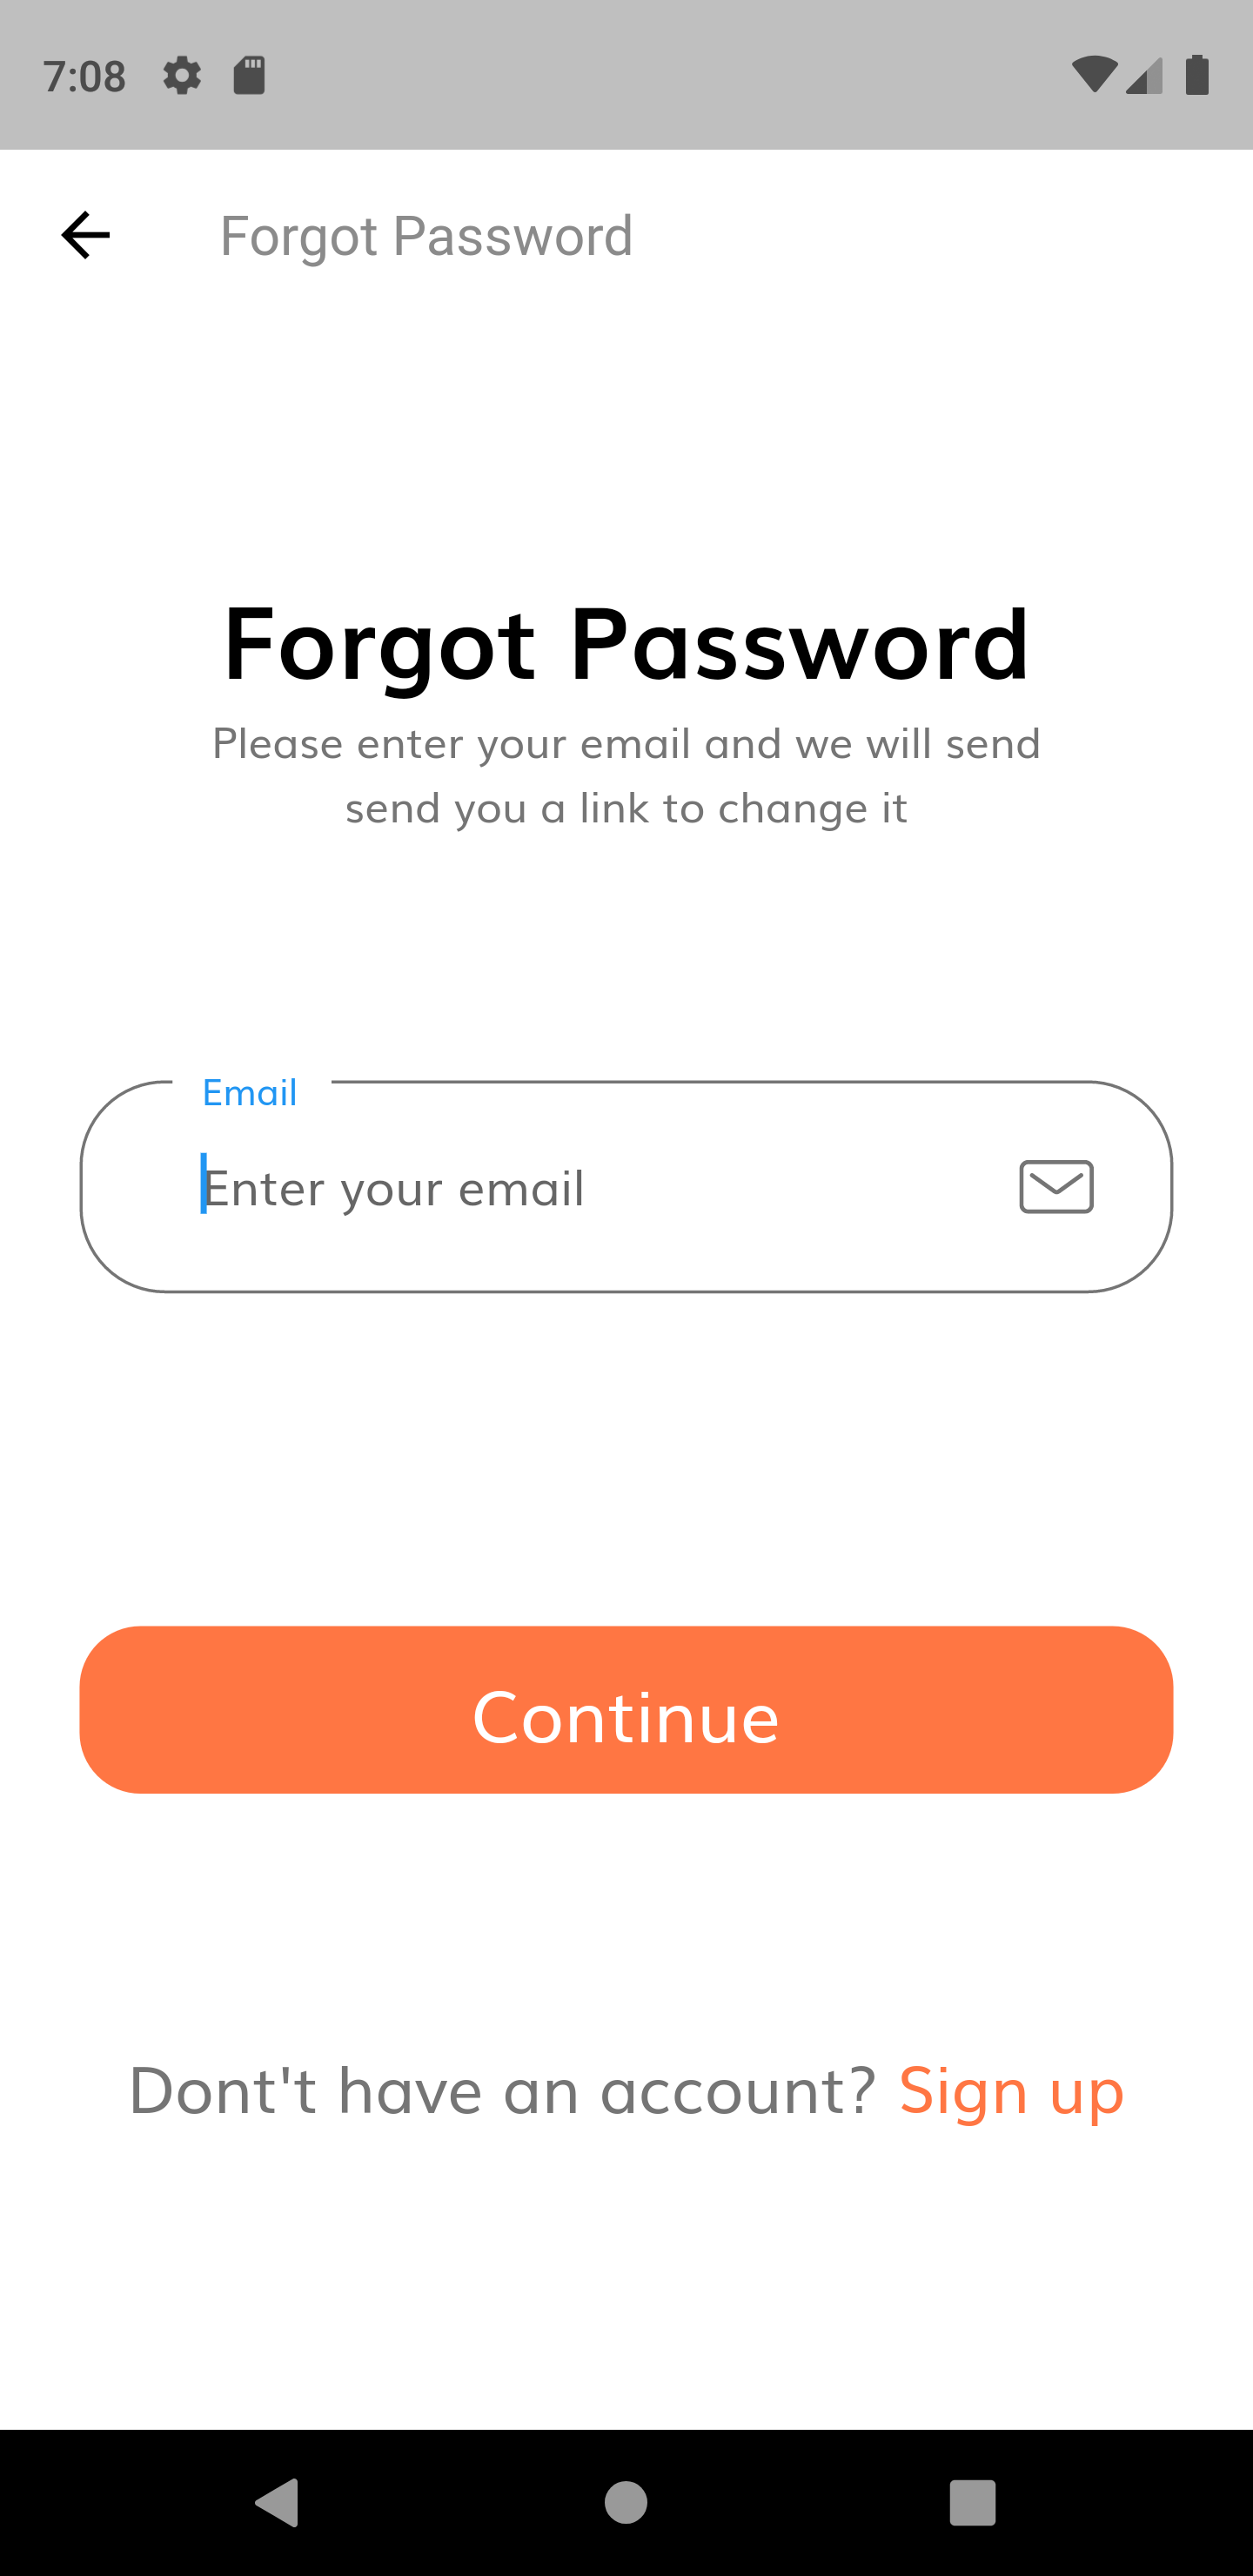 7:08
Forgot Password
Forgot Password
Please enter your email and we will send
send you a link to change it
Email
Enter your email
Continue
Dont't have an account? Sign up